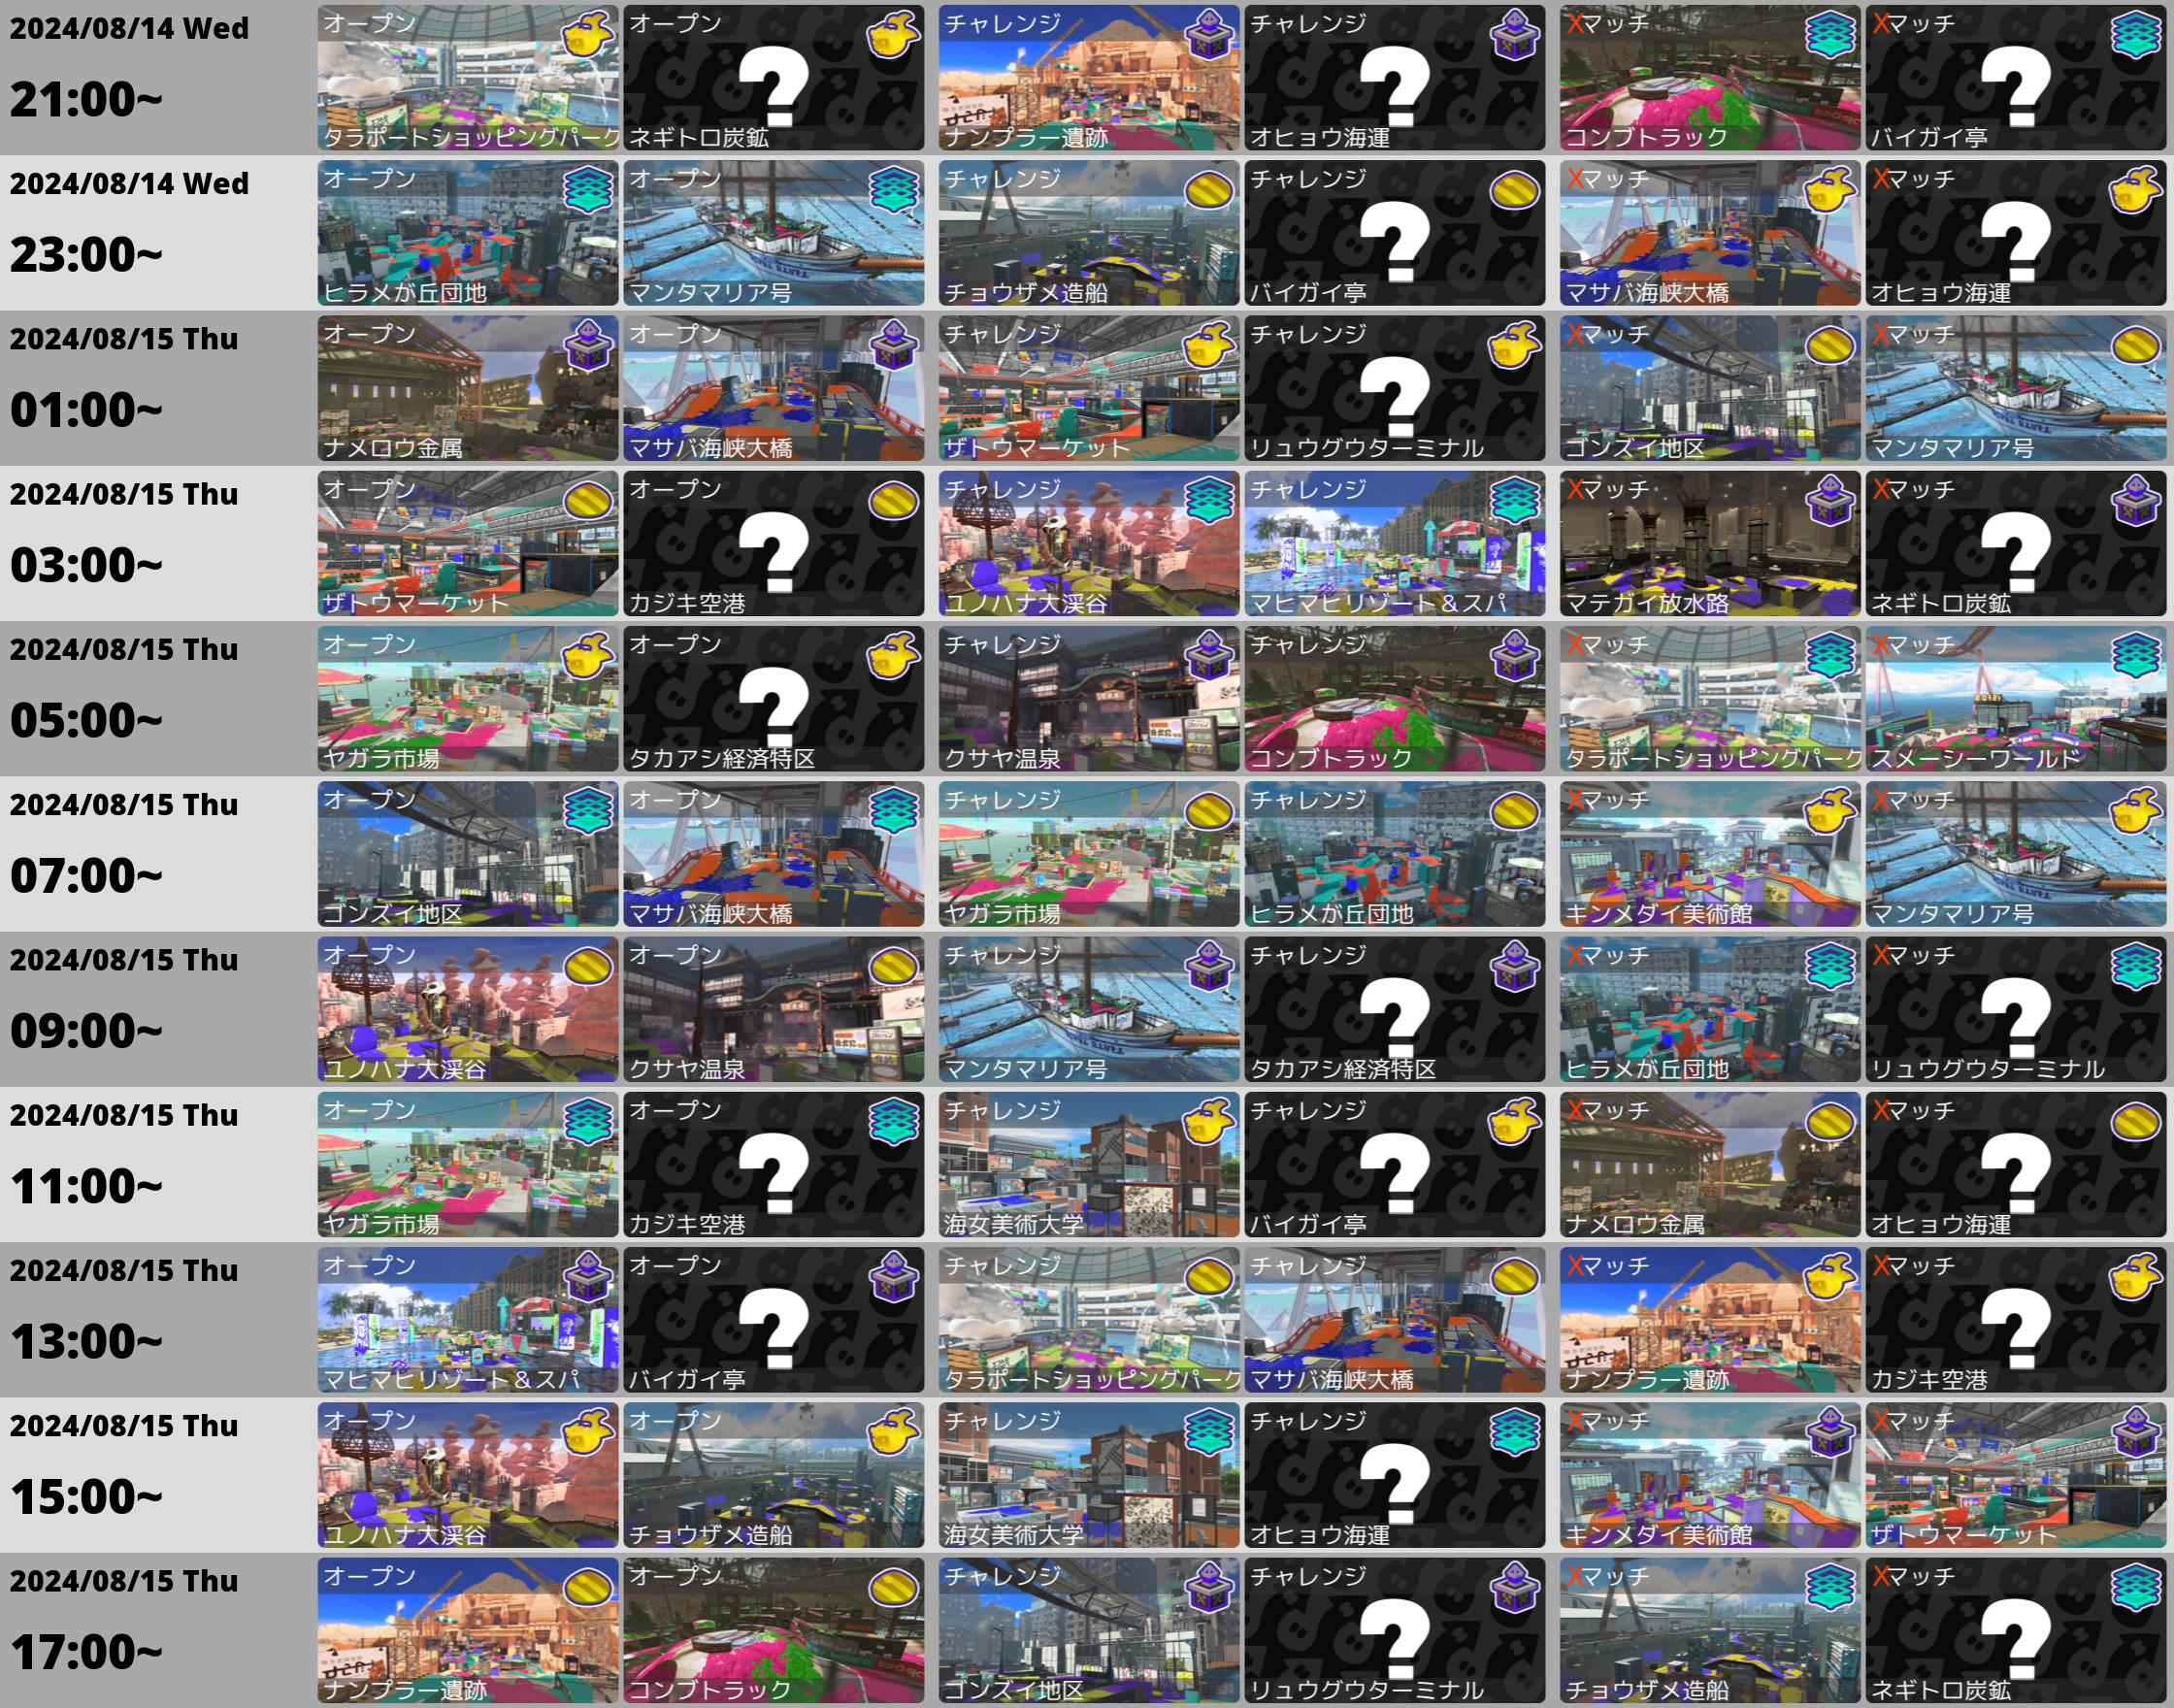 2024/08/14 Wed
21:00~
オープン
タラポートショッピングパーク
オープン
ネギトロ炭鉱
チャレンジ
ナンプラー遺跡
チャレンジ
オヒョウ海運
Xマッチ
コンブトラック
Xマッチ
バイガイ亭
2024/08/14 Wed
23:00~
オープン
ヒラメが丘団地
オープン
マンタマリア号
チャレンジ
チョウザメ造船
チャレンジ
バイガイ亭
Xマッチ
マサバ海峡大橋
Xマッチ
オヒョウ海運
2024/08/15 Thu
01:00~
オープン
ナメロウ金属
オープン
マサバ海峡大橋
チャレンジ
ザトウマーケット
チャレンジ
リュウグウターミナル
Xマッチ
ゴンズイ地区
Xマッチ
マンタマリア号
2024/08/15 Thu
03:00~
オープン
ザトウマーケット
オープン
カジキ空港
チャレンジ
ユノハナ大渓谷
チャレンジ
マヒマヒリゾート＆スパ
Xマッチ
マテガイ放水路
Xマッチ
ネギトロ炭鉱
2024/08/15 Thu
05:00~
オープン
ヤガラ市場
オープン
タカアシ経済特区
チャレンジ
クサヤ温泉
チャレンジ
コンブトラック
Xマッチ
タラポートショッピングパーク
Xマッチ
スメーシーワールド
2024/08/15 Thu
07:00~
オープン
ゴンズイ地区
オープン
マサバ海峡大橋
チャレンジ
ヤガラ市場
チャレンジ
ヒラメが丘団地
Xマッチ
キンメダイ美術館
Xマッチ
マンタマリア号
2024/08/15 Thu
09:00~
オープン
ユノハナ大渓谷
オープン
クサヤ温泉
チャレンジ
マンタマリア号
チャレンジ
タカアシ経済特区
Xマッチ
ヒラメが丘団地
Xマッチ
リュウグウターミナル
2024/08/15 Thu
11:00~
オープン
ヤガラ市場
オープン
カジキ空港
チャレンジ
海女美術大学
チャレンジ
バイガイ亭
Xマッチ
ナメロウ金属
Xマッチ
オヒョウ海運
2024/08/15 Thu
13:00~
オープン
マヒマヒリゾート＆スパ
オープン
バイガイ亭
チャレンジ
タラポートショッピングパーク
チャレンジ
マサバ海峡大橋
Xマッチ
ナンプラー遺跡
Xマッチ
カジキ空港
2024/08/15 Thu
15:00~
オープン
ユノハナ大渓谷
オープン
チョウザメ造船
チャレンジ
海女美術大学
チャレンジ
オヒョウ海運
Xマッチ
キンメダイ美術館
Xマッチ
ザトウマーケット
2024/08/15 Thu
17:00~
オープン
ナンプラー遺跡
オープン
コンブトラック
チャレンジ
ゴンズイ地区
チャレンジ
リュウグウターミナル
Xマッチ
チョウザメ造船
Xマッチ
ネギトロ炭鉱